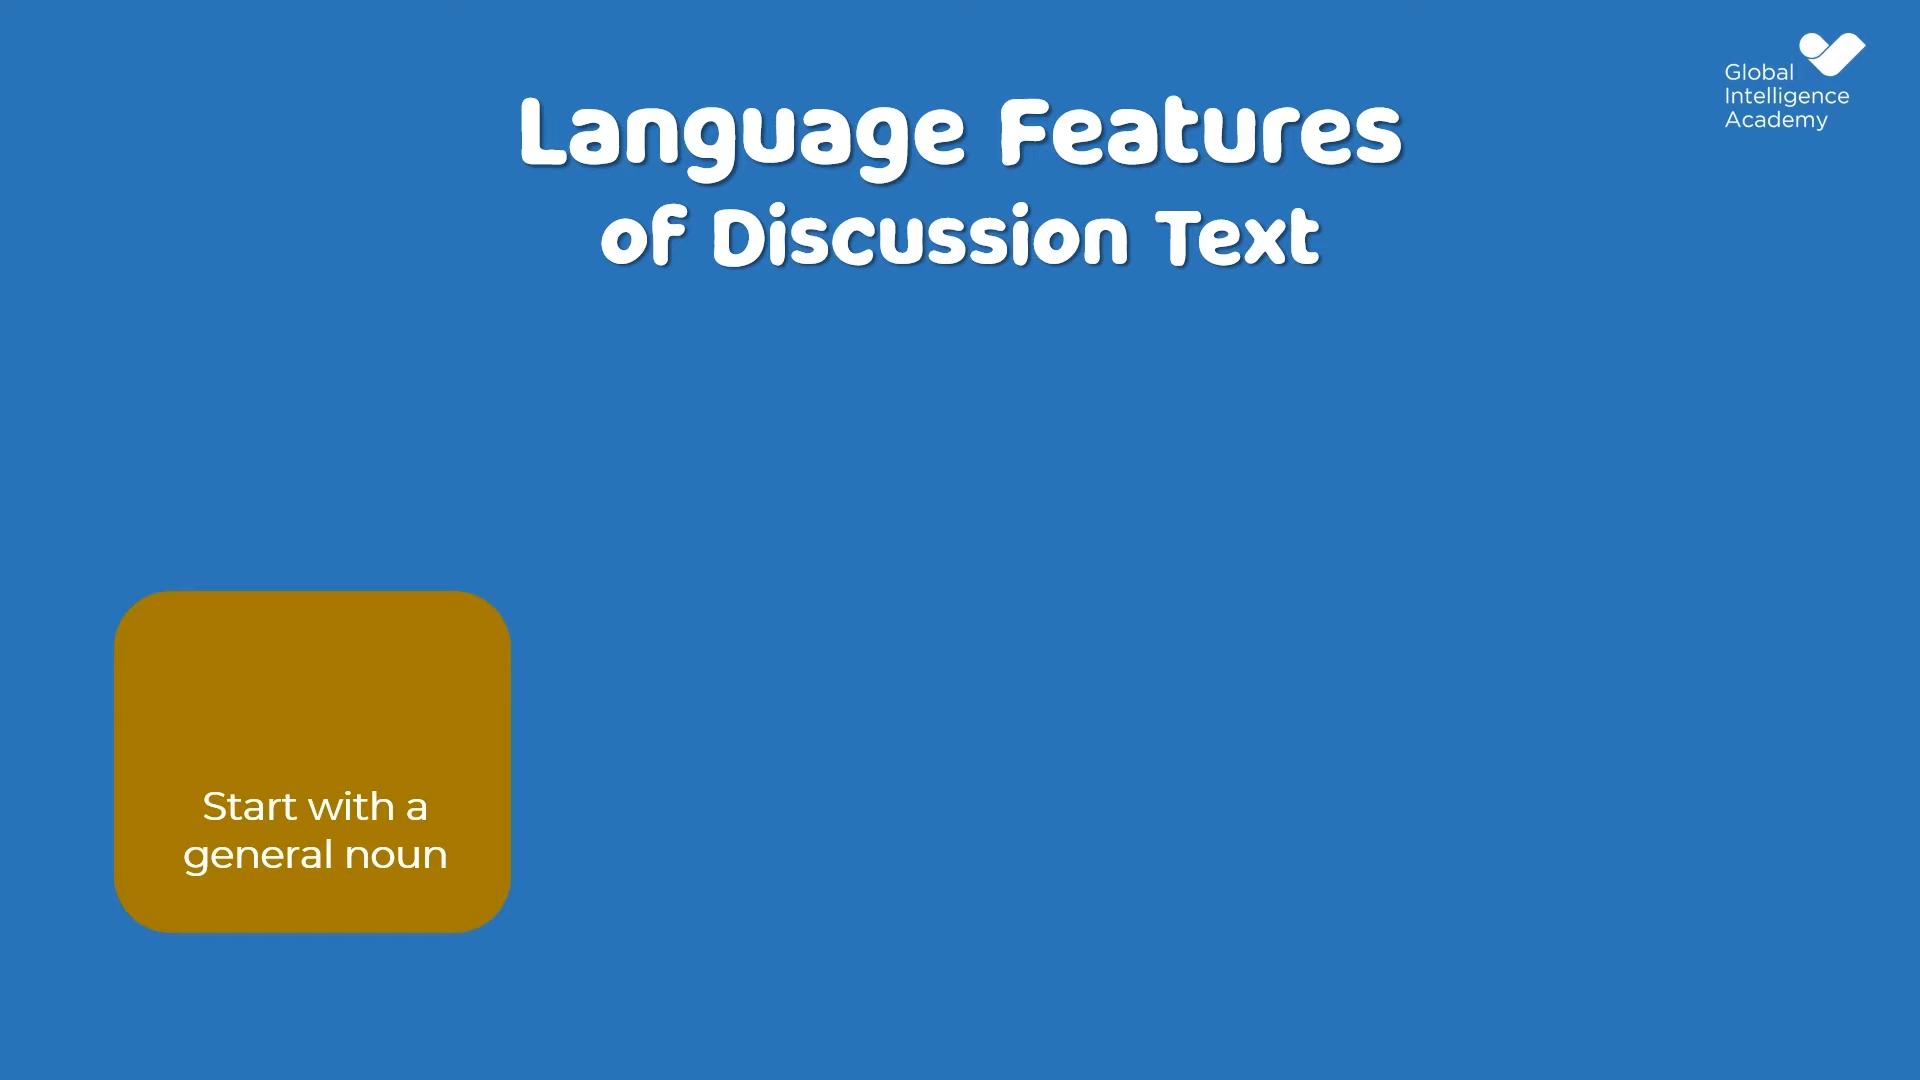 Global
Intelligence
Academy
Language Features
of Discussion Text
Start with a
general noun